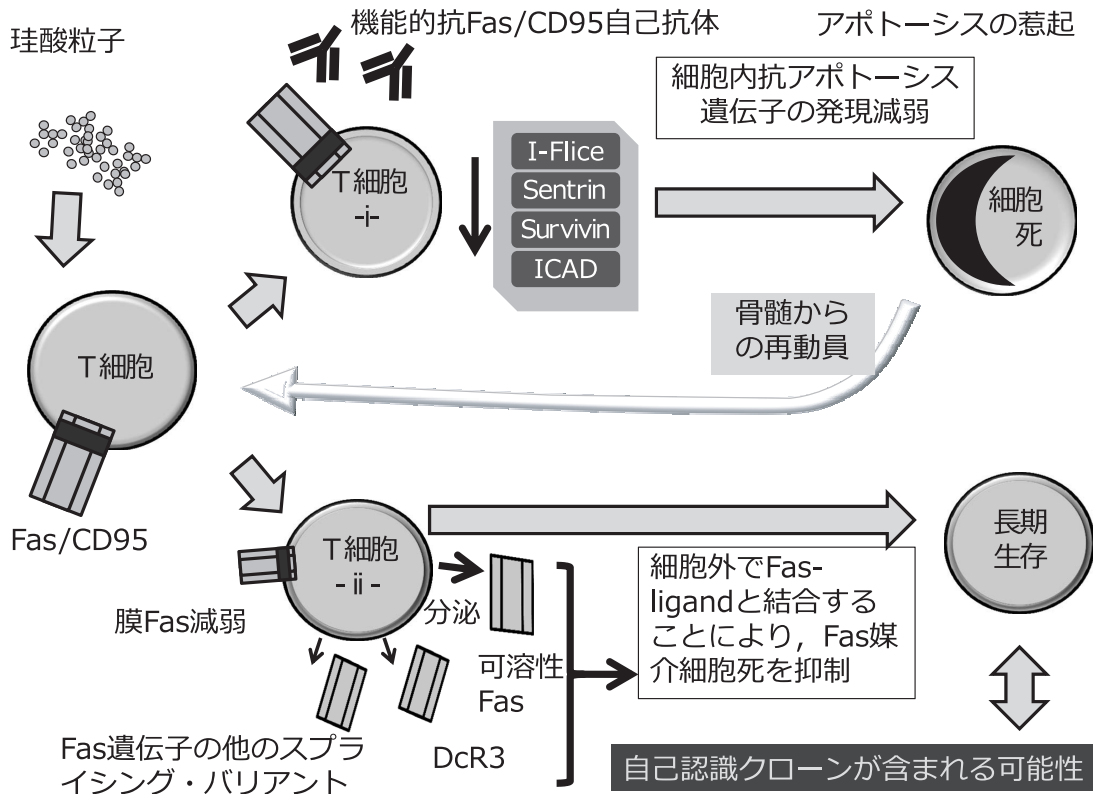 珪酸粒子
機能的抗Fas/CD95自己抗体
アポトーシスの惹起
細胞内抗アポトーシス
遺伝子の発現減弱
T細胞
-i-
I-Flice
Sentrin
Survivin
ICAD
細胞
死
骨髄から
の再動員
T細胞
Fas/CD95
T細胞
- ii -
膜Fas減弱
分泌
可溶性
Fas
DcR3
Fas遺伝子の他のスプラ
イシング・バリアント
細胞外でFas-
ligandと結合する
ことにより，Fas媒
介細胞死を抑制
長期
生存
自己認識クローンが含まれる可能性